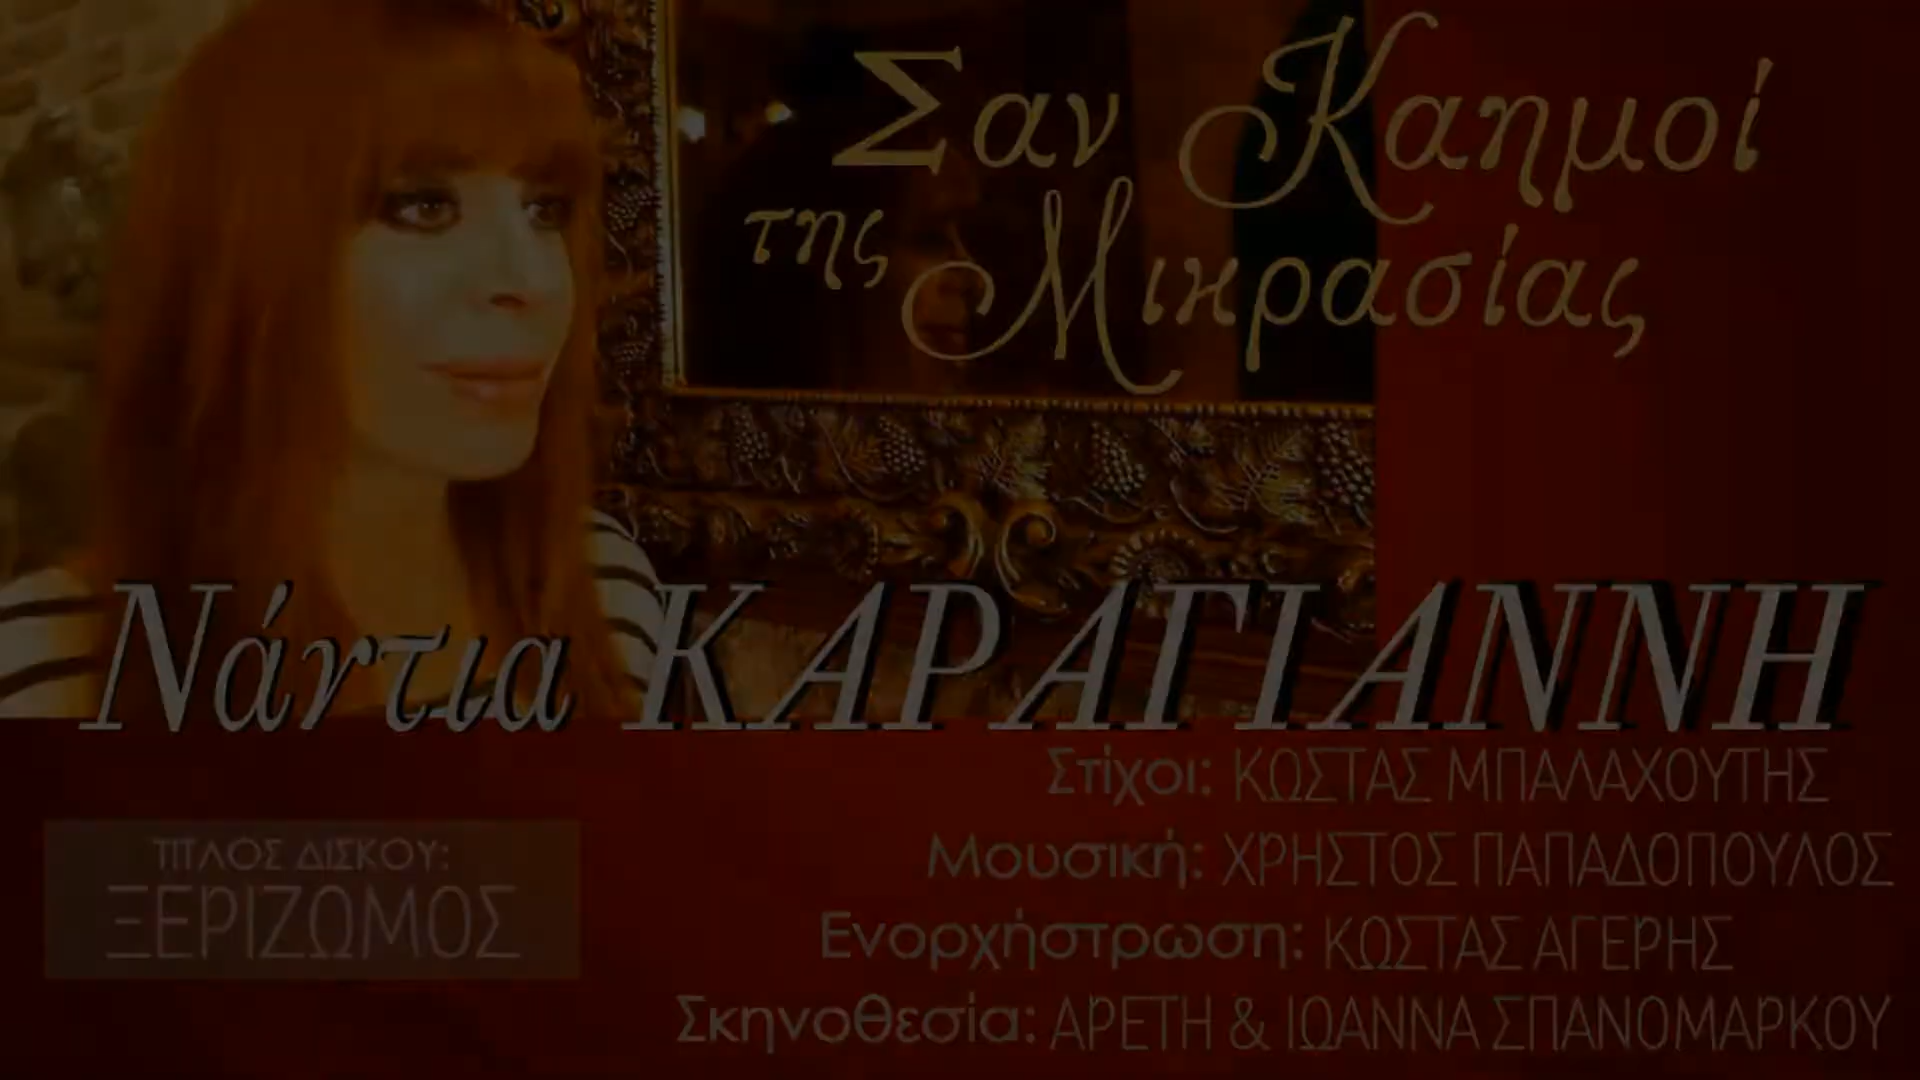 Σαν Καημοί
της Μικρασίας
Νάντια ΚΑΡΑΓΙΑΝΝΗ
Στίχοι: ΚΩΣΤΑΣ ΜΠΑΛΑΧΟΥΤΗΣ
Μουσική: ΧΡΗΣΤΟΣ ΠΑΠΑΔΟΠΟΥΛΟΣ
Ενορχήστρωση: ΚΩΣΤΑΣ ΑΓΕΡΗΣ
Σκηνοθεσία: ΑΡΕΤΗ & ΙΩΑΝΝΑ ΣΠΑΝΟΜΑΡΚΟΥ
ΤΙΤΛΟΣ ΔΙΣΚΟΥ:
ΞΕΡΙΖΩΜΟΣ